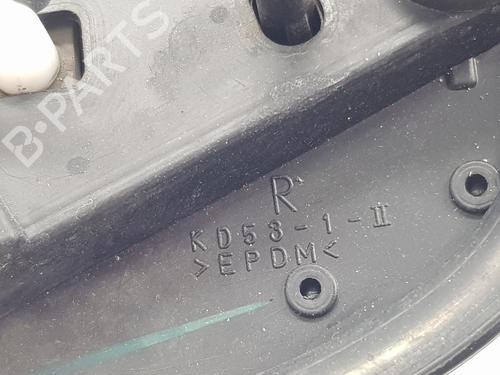 B-PARTS
R
KD53-1-II
>EPDM<